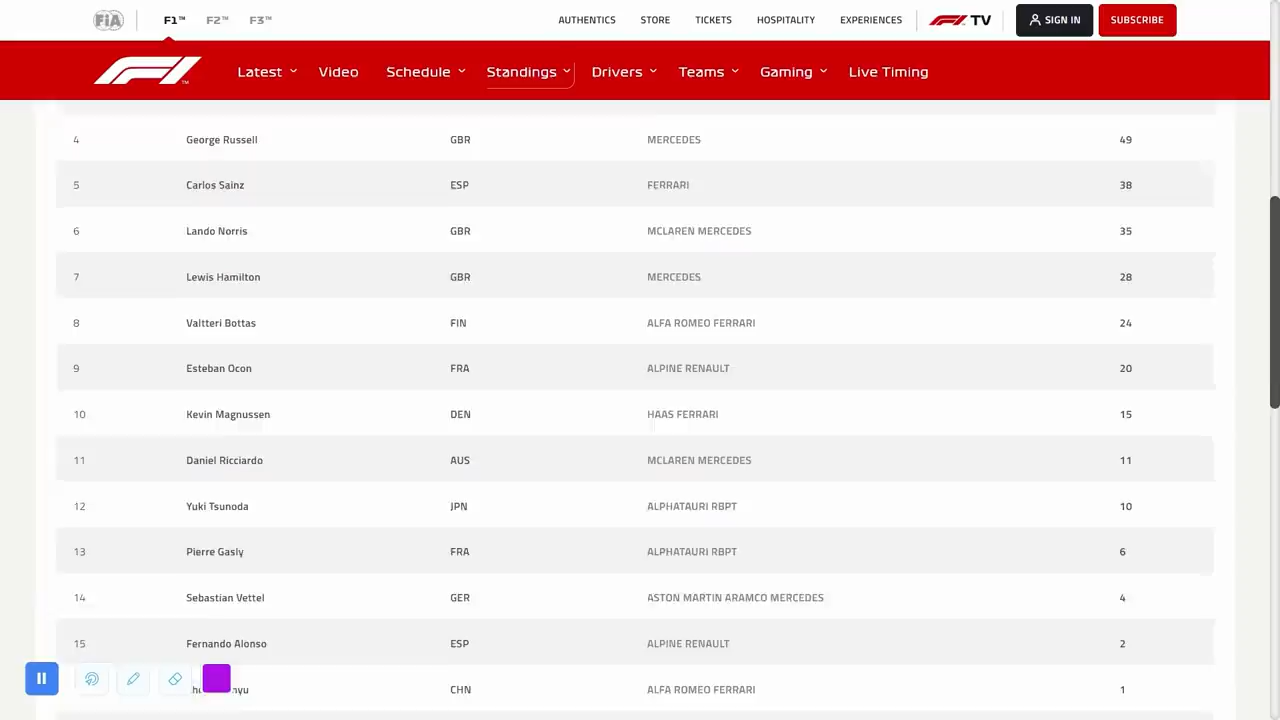 FiA F1™ F2™ F3™ AUTHENTICS STORE TICKETS HOSPITALITY EXPERIENCES F1 TV SIGN IN SUBSCRIBE
F1 Latest Video Schedule Standings Drivers Teams Gaming Live Timing
4 George Russell GBR MERCEDES 49
5 Carlos Sainz ESP FERRARI 38
6 Lando Norris GBR MCLAREN MERCEDES 35
7 Lewis Hamilton GBR MERCEDES 28
8 Valtteri Bottas FIN ALFA ROMEO FERRARI 24
9 Esteban Ocon FRA ALPINE RENAULT 20
10 Kevin Magnussen DEN HAAS FERRARI 15
11 Daniel Ricciardo AUS MCLAREN MERCEDES 11
12 Yuki Tsunoda JPN ALPHATAURI RBPT 10
13 Pierre Gasly FRA ALPHATAURI RBPT 6
14 Sebastian Vettel GER ASTON MARTIN ARAMCO MERCEDES 4
15 Fernando Alonso ESP ALPINE RENAULT 2
CHN ALFA ROMEO FERRARI 1